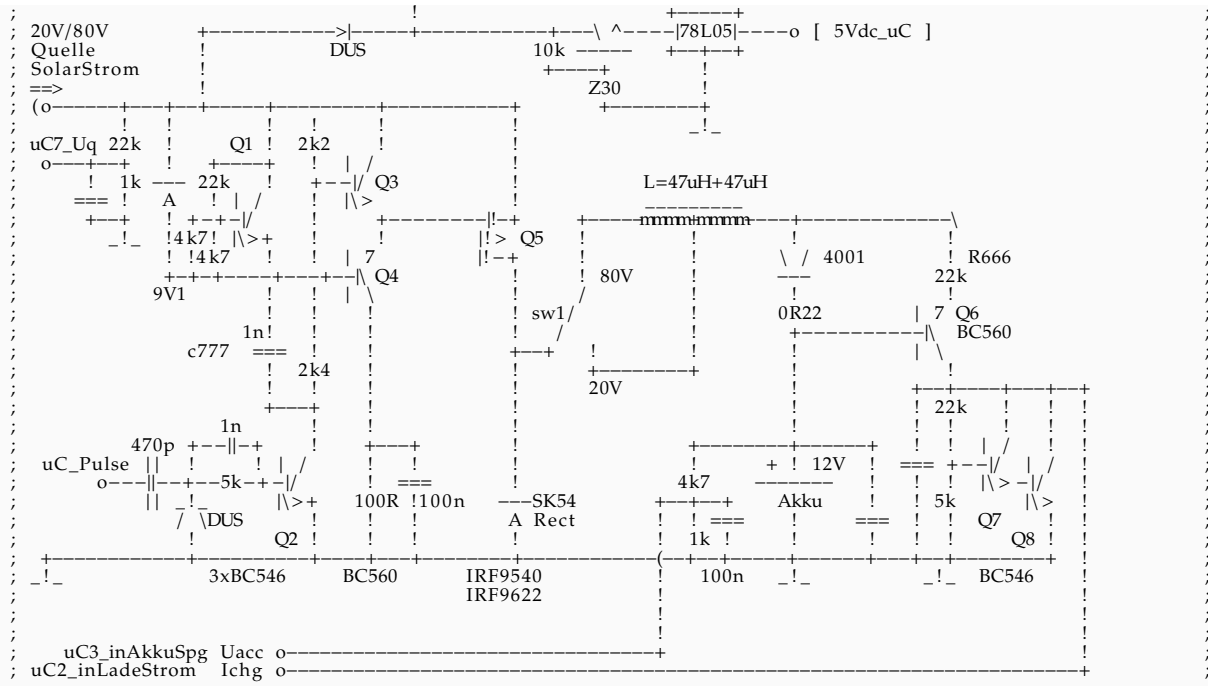 20V/80V
|78L05| o [ 5Vdc_uC ]
Quelle DUS 10k
SolarStrom
==> Z30
(o
uC7_Uq 22k Q1 2k2
o
1k 22k Q3 L=47uH+47uH
A
4k7 Q5
4k7 7 4001 R666
Q4 80V 22k
9V1
sw1 0R22 7 Q6
1n BC560
c777
2k4
20V
22k
1n
470p
uC_Pulse + 12V
o 5k 4k7
100R 100n SK54 Akku 5k
DUS A Rect Q7
Q2 1k Q8
3xBC546 BC560 IRF9540 100n BC546
IRF9622
uC3_inAkkuSpg Uacc o
uC2_inLadeStrom Ichg o